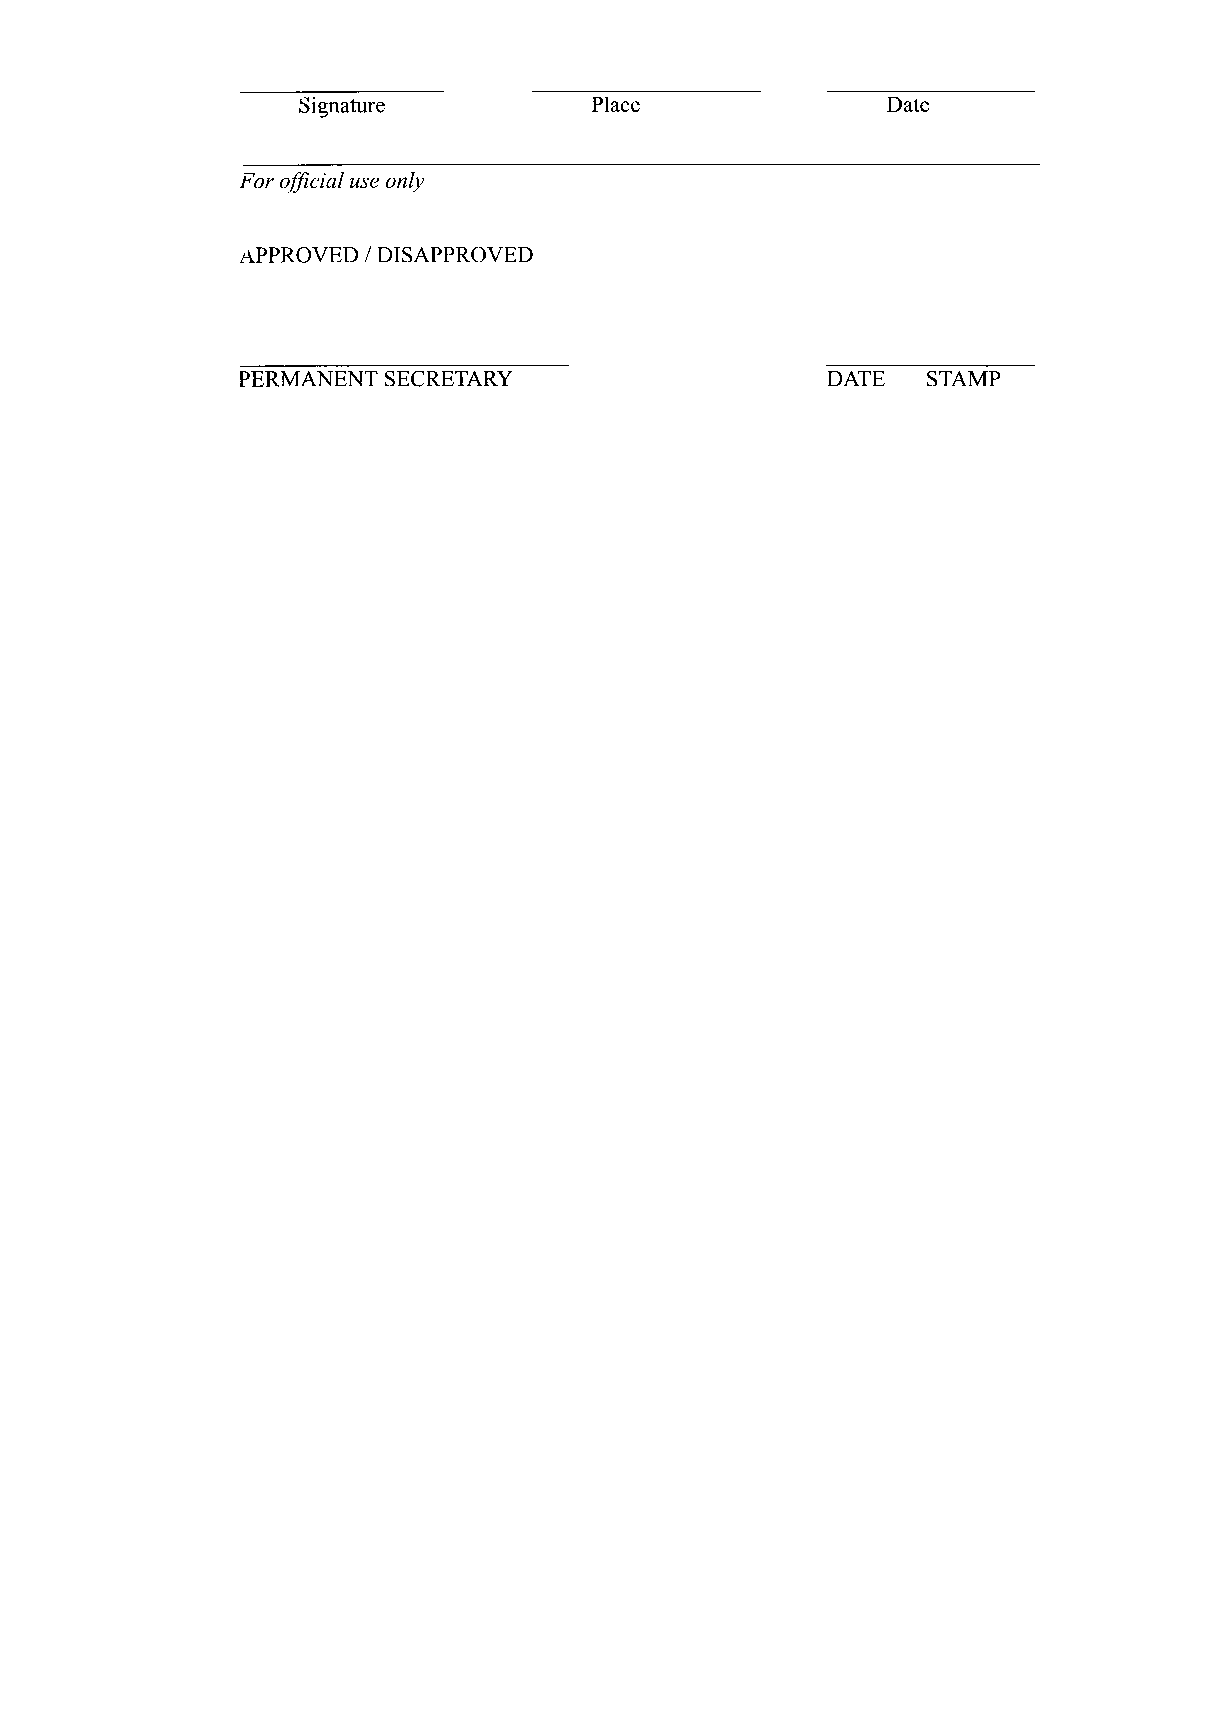 Signature Place Date
For official use only
APPROVED / DISAPPROVED
PERMANENT SECRETARY DATE STAMP